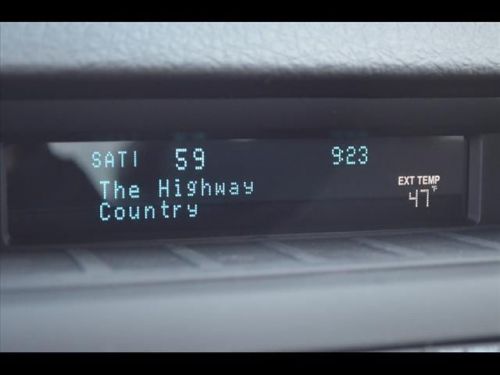 SAT1 59 923
The Highway
Country
EXT TEMP
47°F